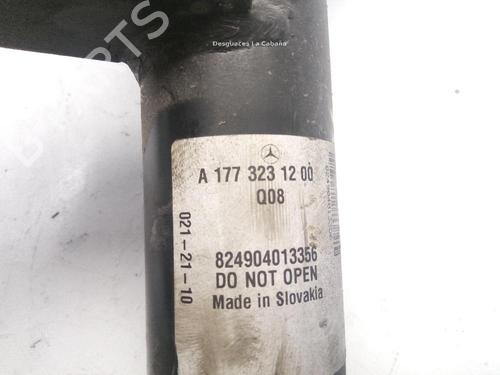 Desguaces La Cabaña
A 177 323 12 00
Q08
021-21-10
824904013356
DO NOT OPEN
Made in Slovakia